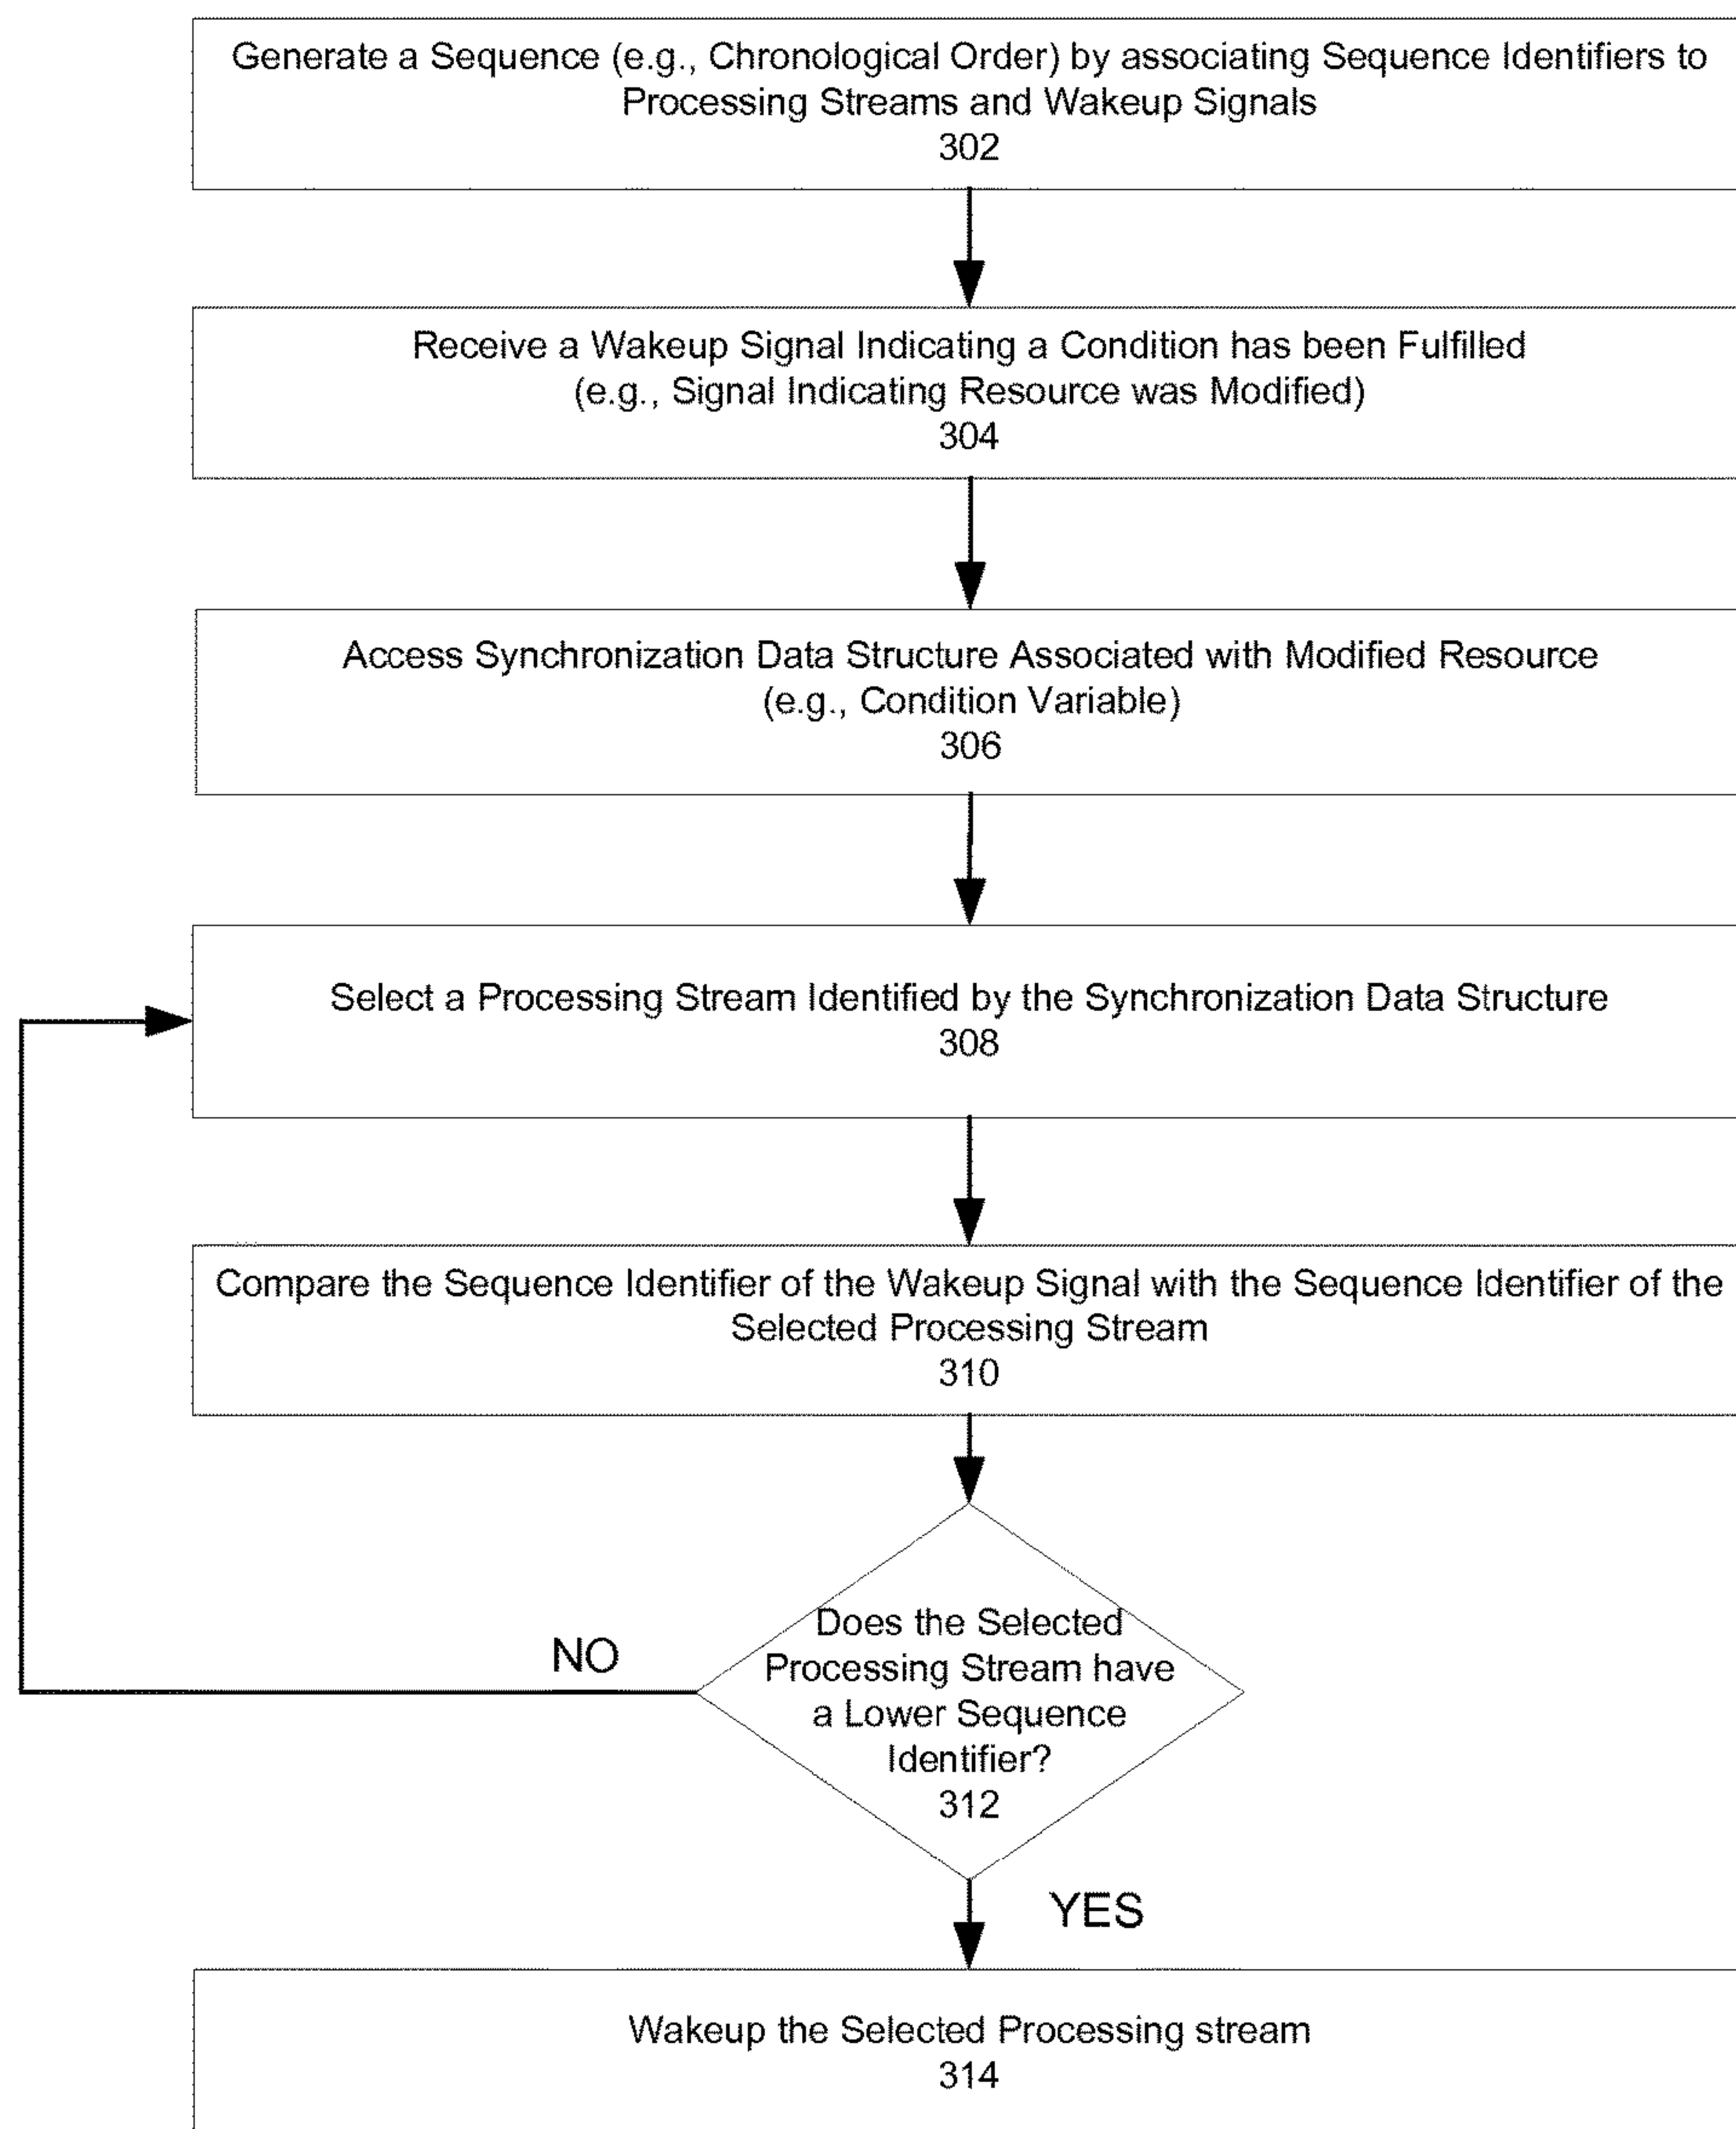 Generate a Sequence (e.g., Chronological Order) by associating Sequence Identifiers to
Processing Streams and Wakeup Signals
302
Receive a Wakeup Signal Indicating a Condition has been Fulfilled
(e.g., Signal Indicating Resource was Modified)
304
Access Synchronization Data Structure Associated with Modified Resource
(e.g., Condition Variable)
306
Select a Processing Stream Identified by the Synchronization Data Structure
308
Compare the Sequence Identifier of the Wakeup Signal with the Sequence Identifier of the
Selected Processing Stream
310
Does the Selected
Processing Stream have
a Lower Sequence
Identifier?
312
NO
YES
Wakeup the Selected Processing stream
314